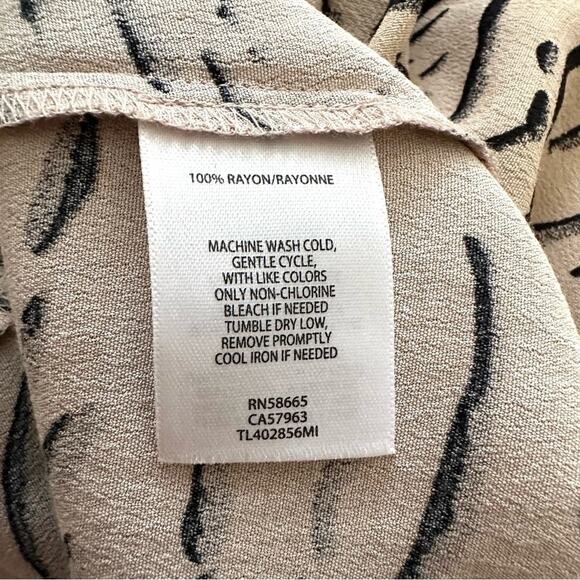 100% RAYON/RAYONNE
MACHINE WASH COLD,
GENTLE CYCLE,
WITH LIKE COLORS
ONLY NON-CHLORINE
BLEACH IF NEEDED
TUMBLE DRY LOW,
REMOVE PROMPTLY
COOL IRON IF NEEDED
RN58665
CA57963
TL402856MI